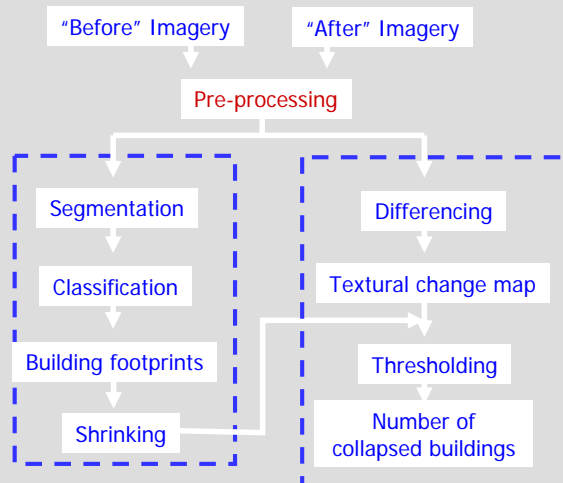 “Before” Imagery
“After” Imagery
Pre-processing
Segmentation
Classification
Building footprints
Shrinking
Differencing
Textural change map
Thresholding
Number of
collapsed buildings